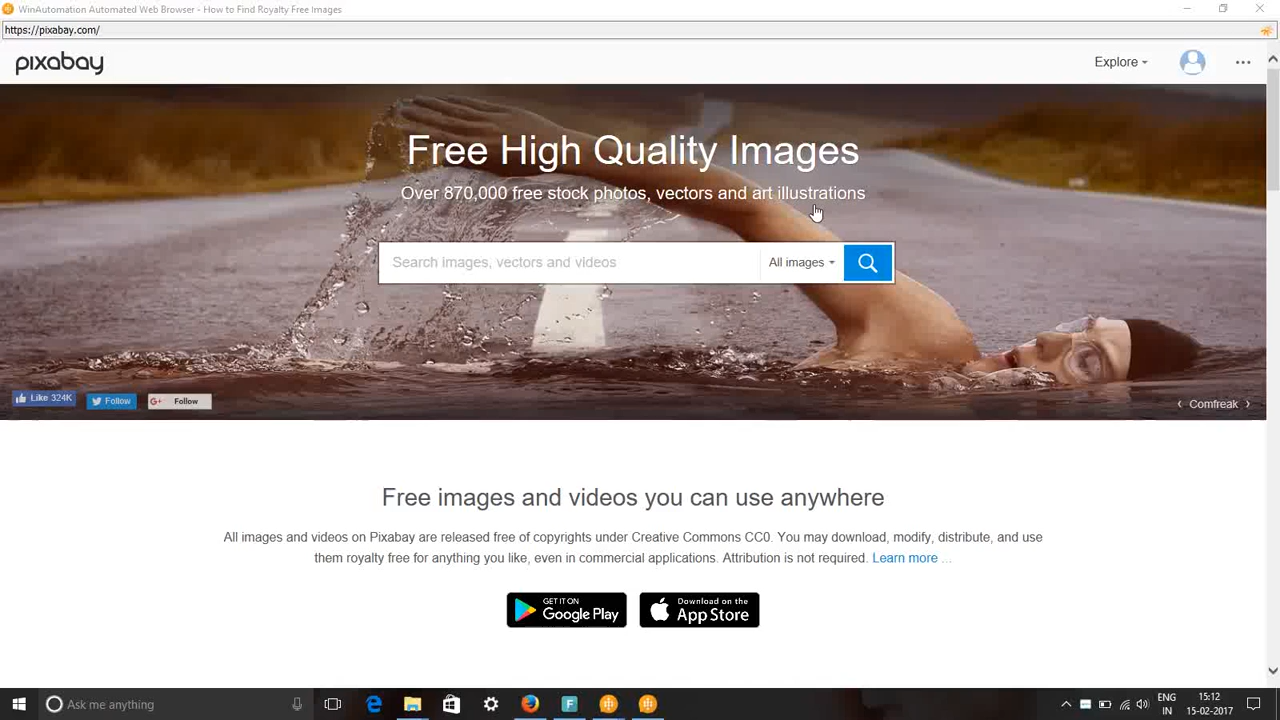 WinAutomation Automated Web Browser - How to Find Royalty Free Images
https://pixabay.com/
pixabay
Explore
Free High Quality Images
Over 870,000 free stock photos, vectors and art illustrations
Search images, vectors and videos
All images
Like 324K
Follow
G+ Follow
Comfreak
Free images and videos you can use anywhere
All images and videos on Pixabay are released free of copyrights under Creative Commons CC0. You may download, modify, distribute, and use
them royalty free for anything you like, even in commercial applications. Attribution is not required. Learn more ...
GET IT ON
Google Play
Download on the
App Store
Ask me anything
ENG
IN
15:12
15-02-2017